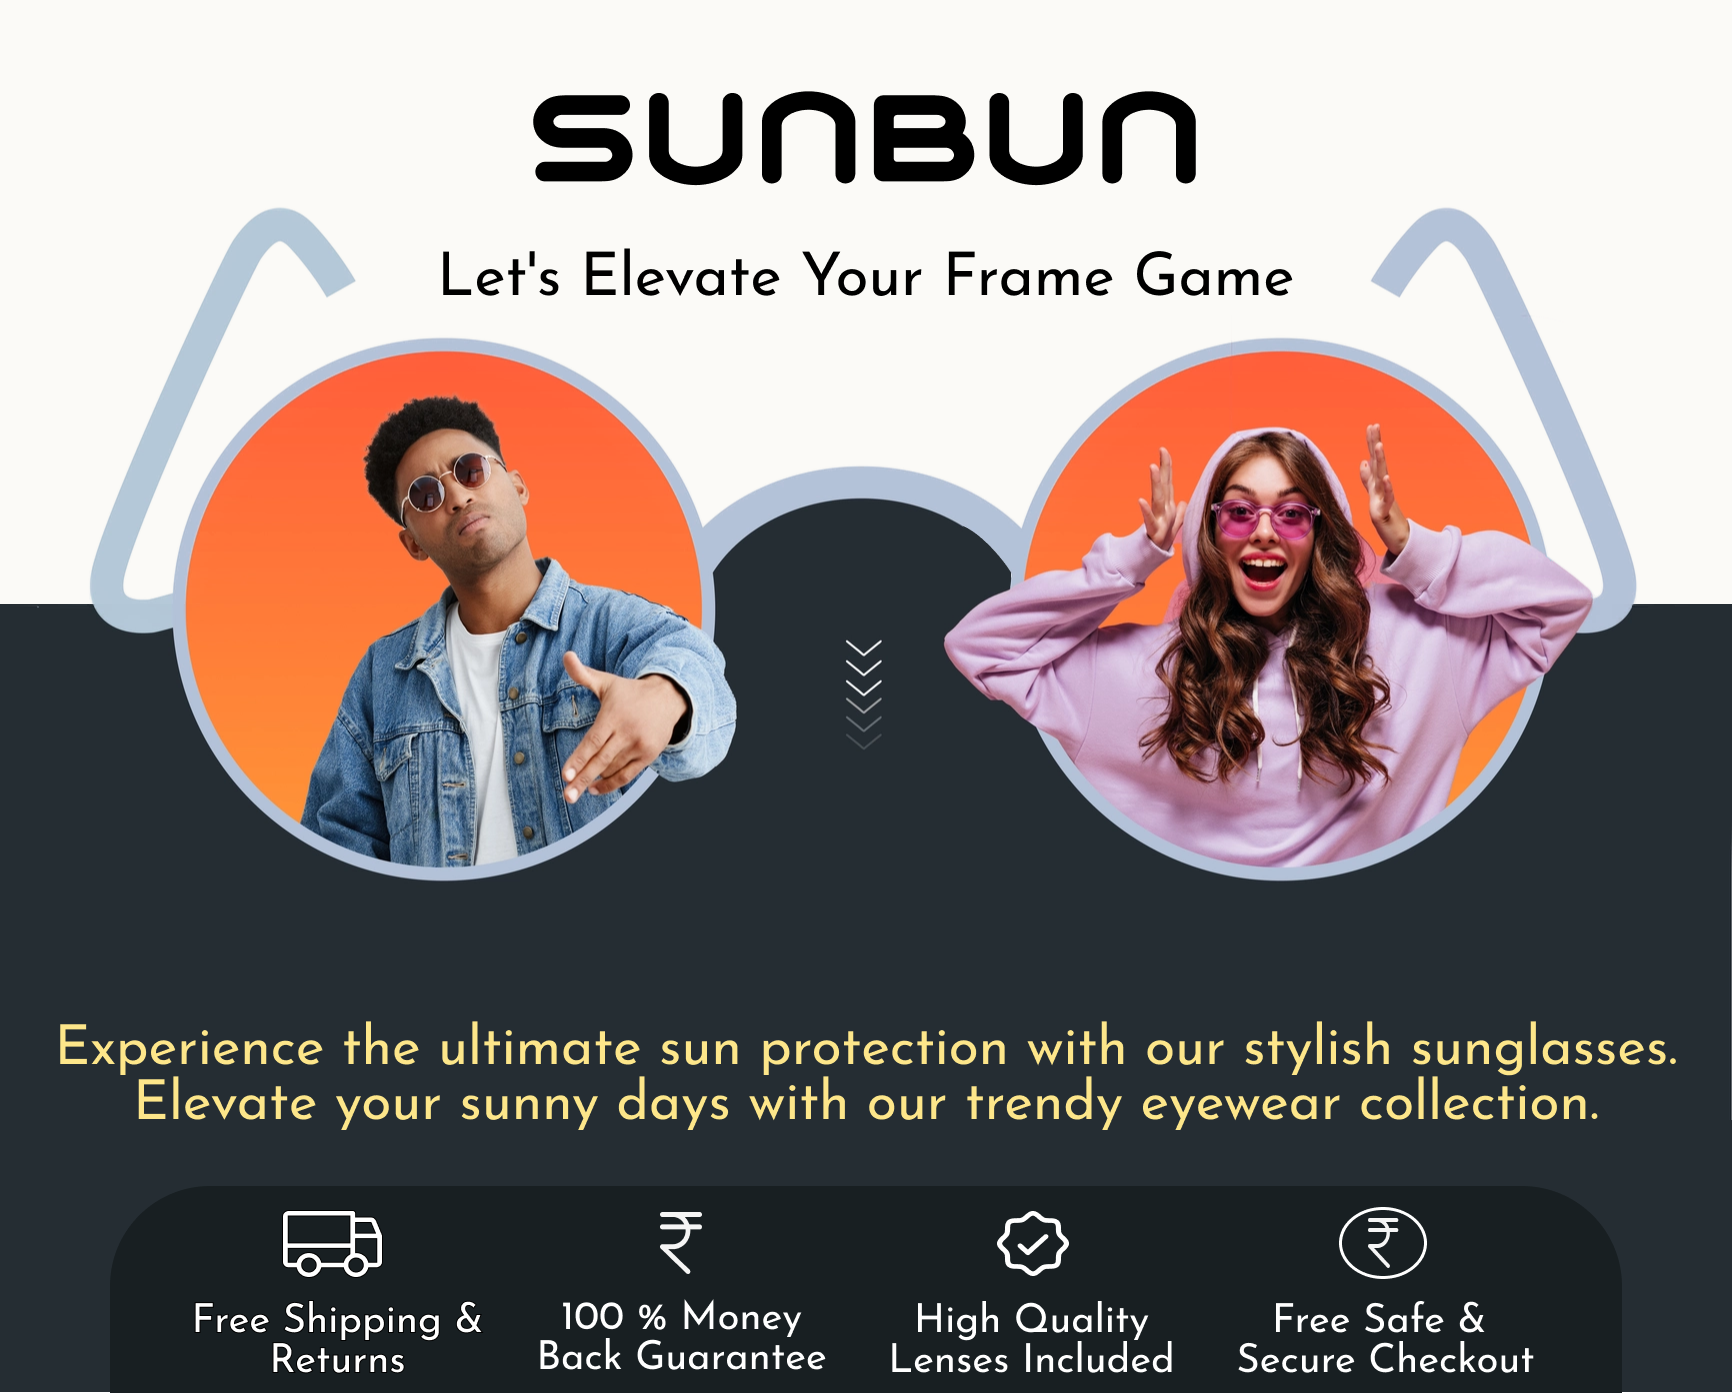 SUNBUN
Let's Elevate Your Frame Game
Experience the ultimate sun protection with our stylish sunglasses.
Elevate your sunny days with our trendy eyewear collection.
₹
₹
Free Shipping &
Returns
100 % Money
Back Guarantee
High Quality
Lenses Included
Free Safe &
Secure Checkout